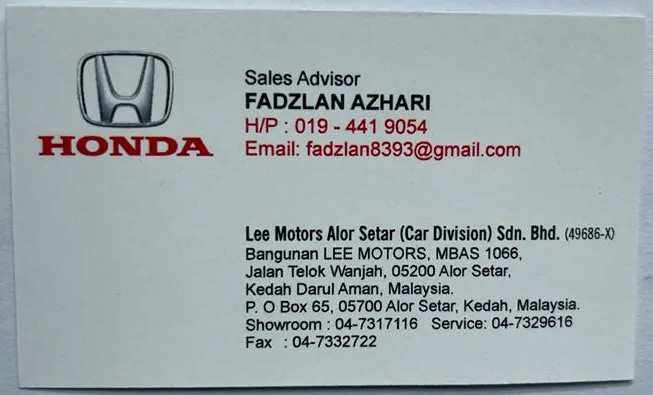 HONDA
Sales Advisor
FADZLAN AZHARI
H/P : 019 - 441 9054
Email: fadzlan8393@gmail.com
Lee Motors Alor Setar (Car Division) Sdn. Bhd. (49686-X)
Bangunan LEE MOTORS, MBAS 1066,
Jalan Telok Wanjah, 05200 Alor Setar,
Kedah Darul Aman, Malaysia.
P. O Box 65, 05700 Alor Setar, Kedah, Malaysia.
Showroom : 04-7317116 Service: 04-7329616
Fax : 04-7332722